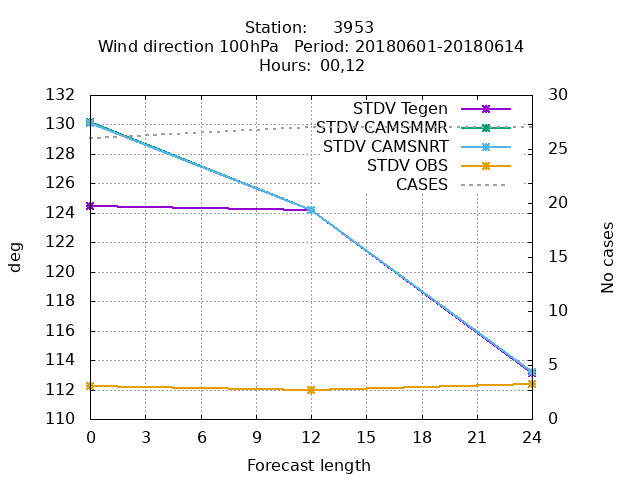 Station: 3953
Wind direction 100hPa Period: 20180601-20180614
Hours: 00,12
132
130
128
126
124
122
120
118
116
114
112
110
30
25
20
15
10
5
0
STDV Tegen
STDV CAMSMMR
STDV CAMSNRT
STDV OBS
CASES
deg
No cases
0 3 6 9 12 15 18 21 24
Forecast length